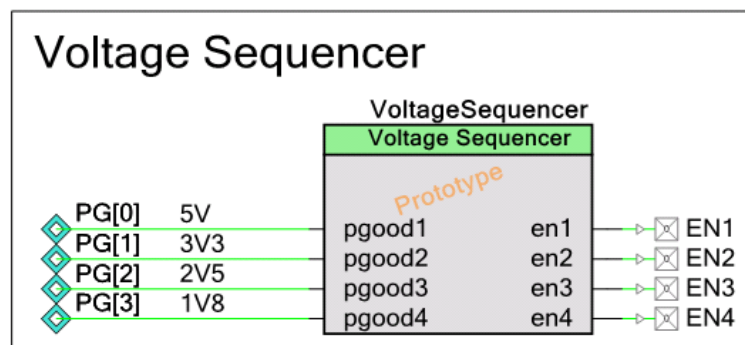 Voltage Sequencer
VoltageSequencer
Voltage Sequencer
Prototype
PG[0] 5V pgood1 en1 EN1
PG[1] 3V3 pgood2 en2 EN2
PG[2] 2V5 pgood3 en3 EN3
PG[3] 1V8 pgood4 en4 EN4